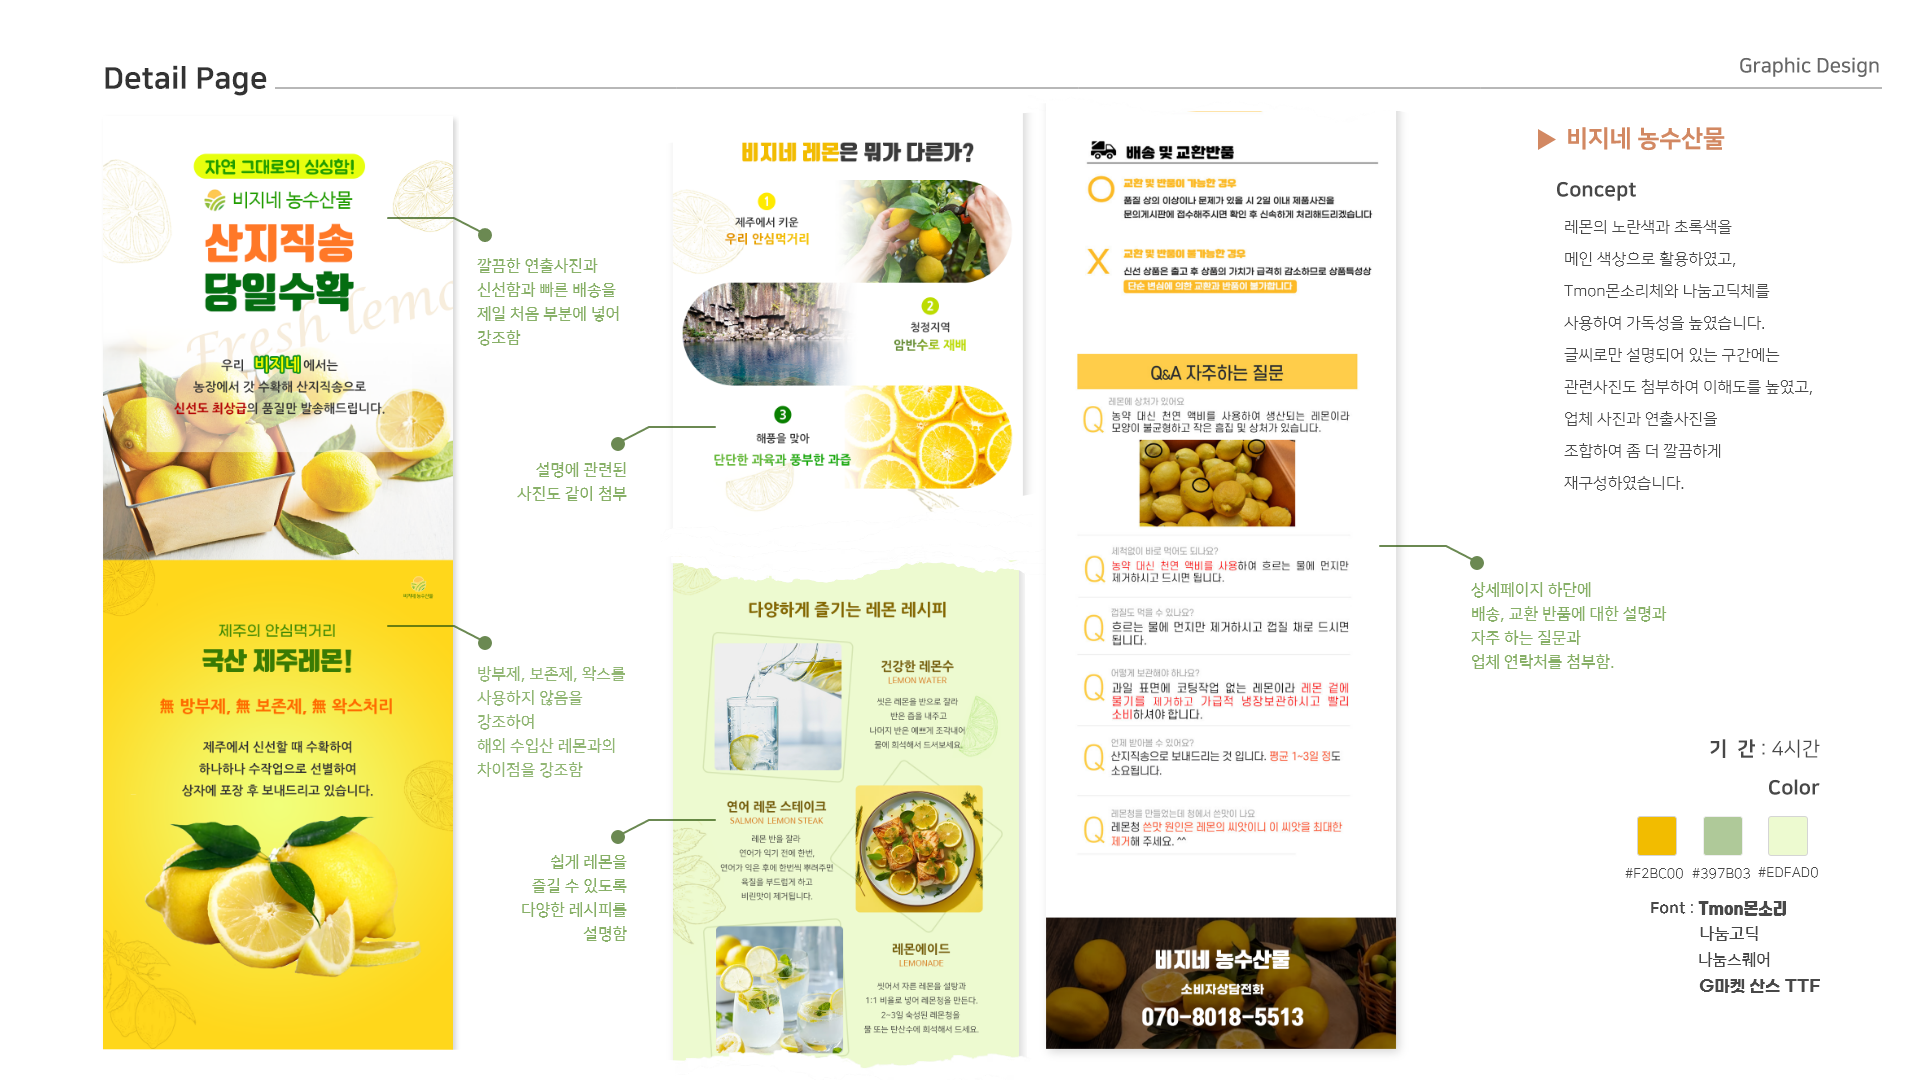 Detail Page
Graphic Design
자연 그대로의 싱싱함!
비지네 농수산물
산지직송
당일수확
Fresh lemo
우리 비지네 에서는
농장에서 갓 수확해 산지직송으로
신선도 최상급의 품질만 발송해드립니다.
깔끔한 연출사진과
신선함과 빠른 배송을
제일 처음 부분에 넣어
강조함
비지네농수산물
제주의 안심먹거리
국산 제주레몬!
無 방부제, 無 보존제, 無 왁스처리
제주에서 신선할 때 수확하여
하나하나 수작업으로 선별하여
상자에 포장 후 보내드리고 있습니다.
방부제, 보존제, 왁스를
사용하지 않음을
강조하여
해외 수입산 레몬과의
차이점을 강조함
비지네 레몬은 뭐가 다른가?
1
제주에서 키운
우리 안심먹거리
2
청정지역
암반수로 재배
3
해풍을 맞아
단단한 과육과 풍부한 과즙
설명에 관련된
사진도 같이 첨부
다양하게 즐기는 레몬 레시피
건강한 레몬수
LEMON WATER
씻은 레몬을 반으로 잘라
반은 즙을 내주고
나머지 반은 예쁘게 조각내어
물에 희석해서 드셔보세요.
연어 레몬 스테이크
SALMON LEMON STEAK
레몬 반을 잘라
연어가 익기 전에 한번,
연어가 익은 후에 한번씩 뿌려주면
육질을 부드럽게 하고
비린맛이 제거됩니다.
레몬에이드
LEMONADE
씻어서 자른 레몬을 설탕과
1:1 비율로 넣어 레몬청을 만든다.
2~3일 숙성된 레몬청을
물 또는 탄산수에 희석해서 드세요.
쉽게 레몬을
즐길 수 있도록
다양한 레시피를
설명함
배송 및 교환반품
교환 및 반품이 가능한 경우
품질 상의 이상이나 문제가 있을 시 2일 이내 제품사진을
문의게시판에 접수해주시면 확인 후 신속하게 처리해드리겠습니다
X
교환 및 반품이 불가능한 경우
신선 상품은 출고 후 상품의 가치가 급격히 감소하므로 상품특성상
단순 변심에 의한 교환과 반품이 불가합니다
Q&A 자주하는 질문
레몬에 상처가 있어요
Q 농약 대신 천연 액비를 사용하여 생산되는 레몬이라
모양이 불균형하고 작은 흠집 및 상처가 있습니다.
세척없이 바로 먹어도 되나요?
Q 농약 대신 천연 액비를 사용하여 흐르는 물에 먼지만
제거하시고 드시면 됩니다.
껍질도 먹을 수 있나요?
Q 흐르는 물에 먼지만 제거하시고 껍질 채로 드시면
됩니다.
어떻게 보관해야 하나요?
Q 과일 표면에 코팅작업 없는 레몬이라 레몬 겉에
물기를 제거하고 가급적 냉장보관하시고 빨리
소비하셔야 합니다.
언제 받아볼 수 있어요?
Q 산지직송으로 보내드리는 것 입니다. 평균 1~3일 정도
소요됩니다.
레몬청을 만들었는데 청에서 쓴맛이 나요
Q 레몬청 쓴맛 원인은 레몬의 씨앗이니 이 씨앗을 최대한
제거해 주세요. ^^
비지네 농수산물
소비자상담전화
070-8018-5513
▶ 비지네 농수산물
Concept
레몬의 노란색과 초록색을
메인 색상으로 활용하였고,
Tmon몬소리체와 나눔고딕체를
사용하여 가독성을 높였습니다.
글씨로만 설명되어 있는 구간에는
관련사진도 첨부하여 이해도를 높였고,
업체 사진과 연출사진을
조합하여 좀 더 깔끔하게
재구성하였습니다.
상세페이지 하단에
배송, 교환 반품에 대한 설명과
자주 하는 질문과
업체 연락처를 첨부함.
기 간 : 4시간
Color
#F2BC00 #397B03 #EDFAD0
Font : Tmon몬소리
나눔고딕
나눔스퀘어
G마켓 산스 TTF